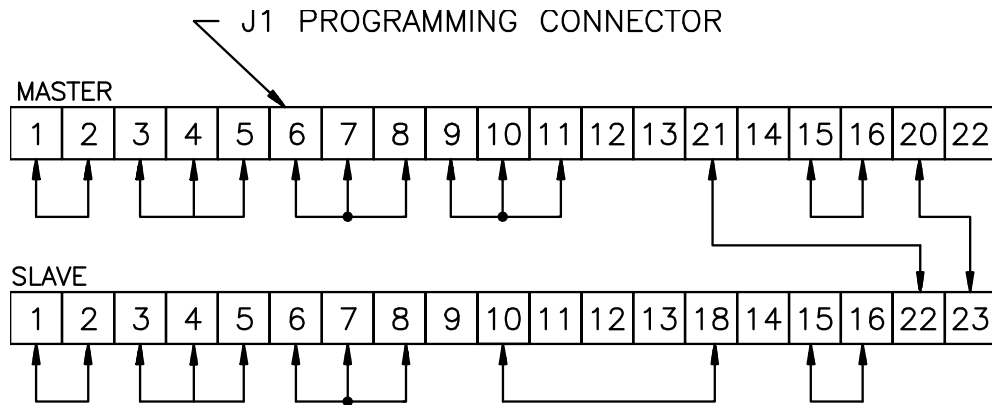 J1 PROGRAMMING CONNECTOR
MASTER
1 2 3 4 5 6 7 8 9 10 11 12 13 21 14 15 16 20 22
SLAVE
1 2 3 4 5 6 7 8 9 10 11 12 13 18 14 15 16 22 23